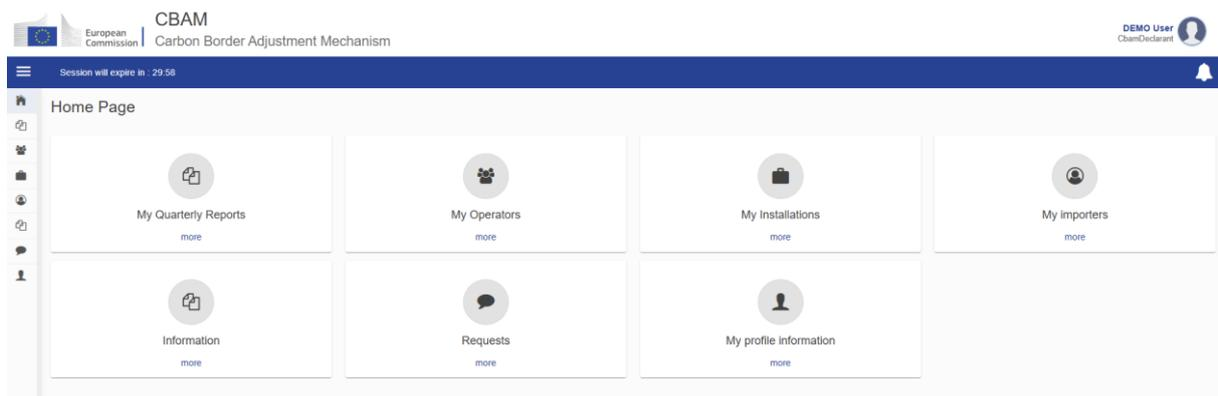 European
Commission
CBAM
Carbon Border Adjustment Mechanism
DEMO User
CbamDeclarant
Session will expire in : 29:58
Home Page
My Quarterly Reports
more
My Operators
more
My Installations
more
My importers
more
Information
more
Requests
more
My profile information
more